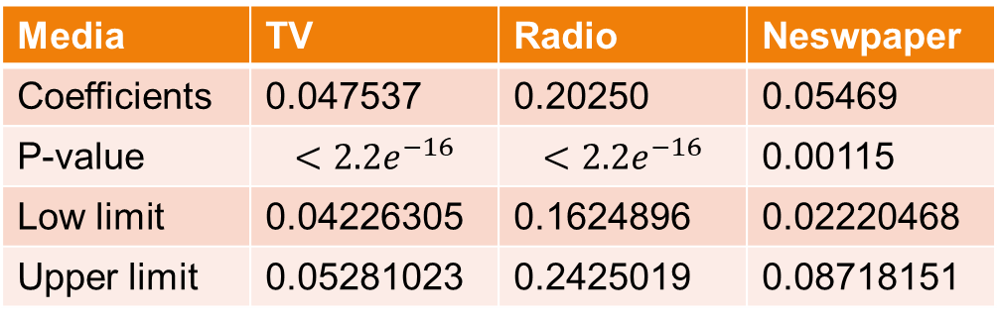 Media TV Radio Neswpaper
Coefficients 0.047537 0.20250 0.05469
P-value < 2.2e⁻¹⁶ < 2.2e⁻¹⁶ 0.00115
Low limit 0.04226305 0.1624896 0.02220468
Upper limit 0.05281023 0.2425019 0.08718151